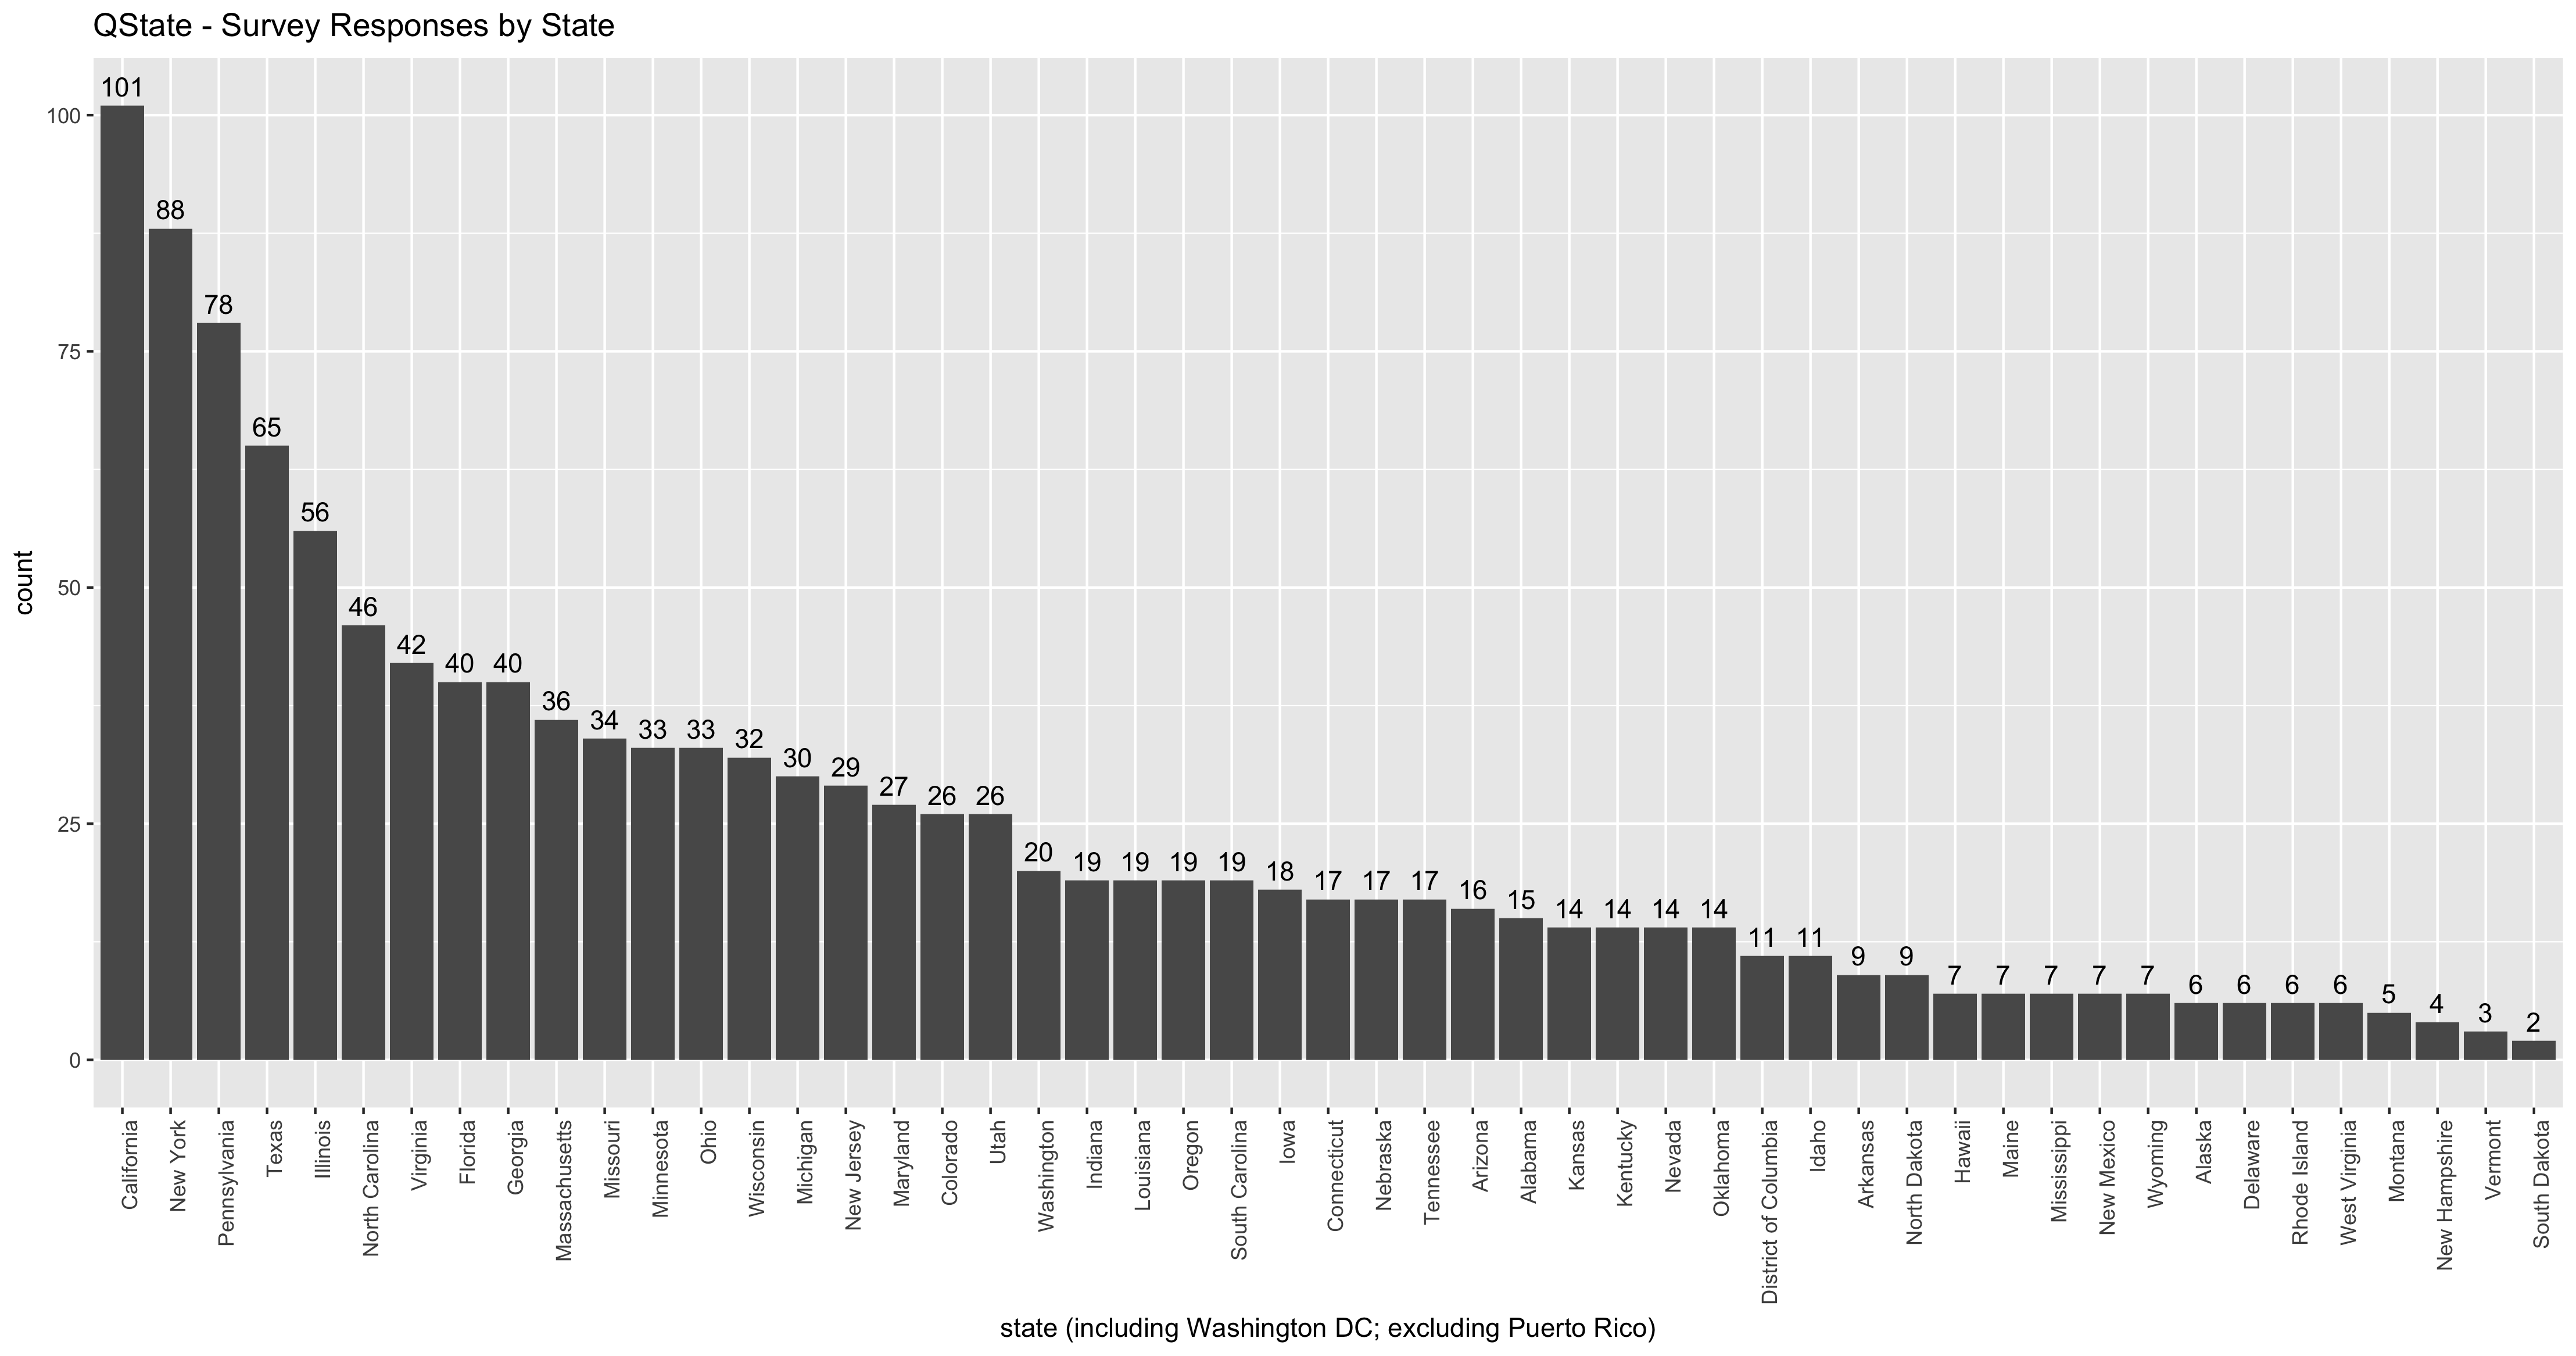 QState - Survey Responses by State
count
100
75
50
25
0
101
88
78
65
56
46
42
40
40
36
34
33
33
32
30
29
27
26
26
20
19
19
19
19
18
17
17
17
16
15
14
14
14
14
11
11
9
9
7
7
7
7
7
6
6
6
6
5
4
3
2
California
New York
Pennsylvania
Texas
Illinois
North Carolina
Virginia
Florida
Georgia
Massachusetts
Missouri
Minnesota
Ohio
Wisconsin
Michigan
New Jersey
Maryland
Colorado
Utah
Washington
Indiana
Louisiana
Oregon
South Carolina
Iowa
Connecticut
Nebraska
Tennessee
Arizona
Alabama
Kansas
Kentucky
Nevada
Oklahoma
District of Columbia
Idaho
Arkansas
North Dakota
Hawaii
Maine
Mississippi
New Mexico
Wyoming
Alaska
Delaware
Rhode Island
West Virginia
Montana
New Hampshire
Vermont
South Dakota
state (including Washington DC; excluding Puerto Rico)